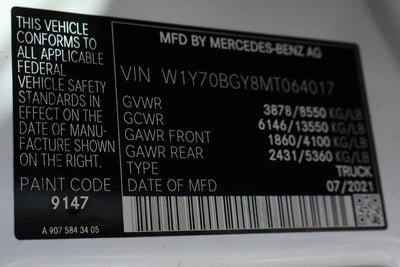 THIS VEHICLE
CONFORMS TO
ALL APPLICABLE
FEDERAL
VEHICLE SAFETY
STANDARDS IN
EFFECT ON THE
DATE OF MANU-
FACTURE SHOWN
ON THE RIGHT.
PAINT CODE
9147
A 907 584 34 05
MFD BY MERCEDES-BENZ AG
VIN W1Y70BGY8MT064017
GVWR 3878/8550 KG/LB
GCWR 6146/13550 KG/LB
GAWR FRONT 1860/4100 KG/LB
GAWR REAR 2431/5360 KG/LB
TYPE TRUCK
DATE OF MFD 07/2021